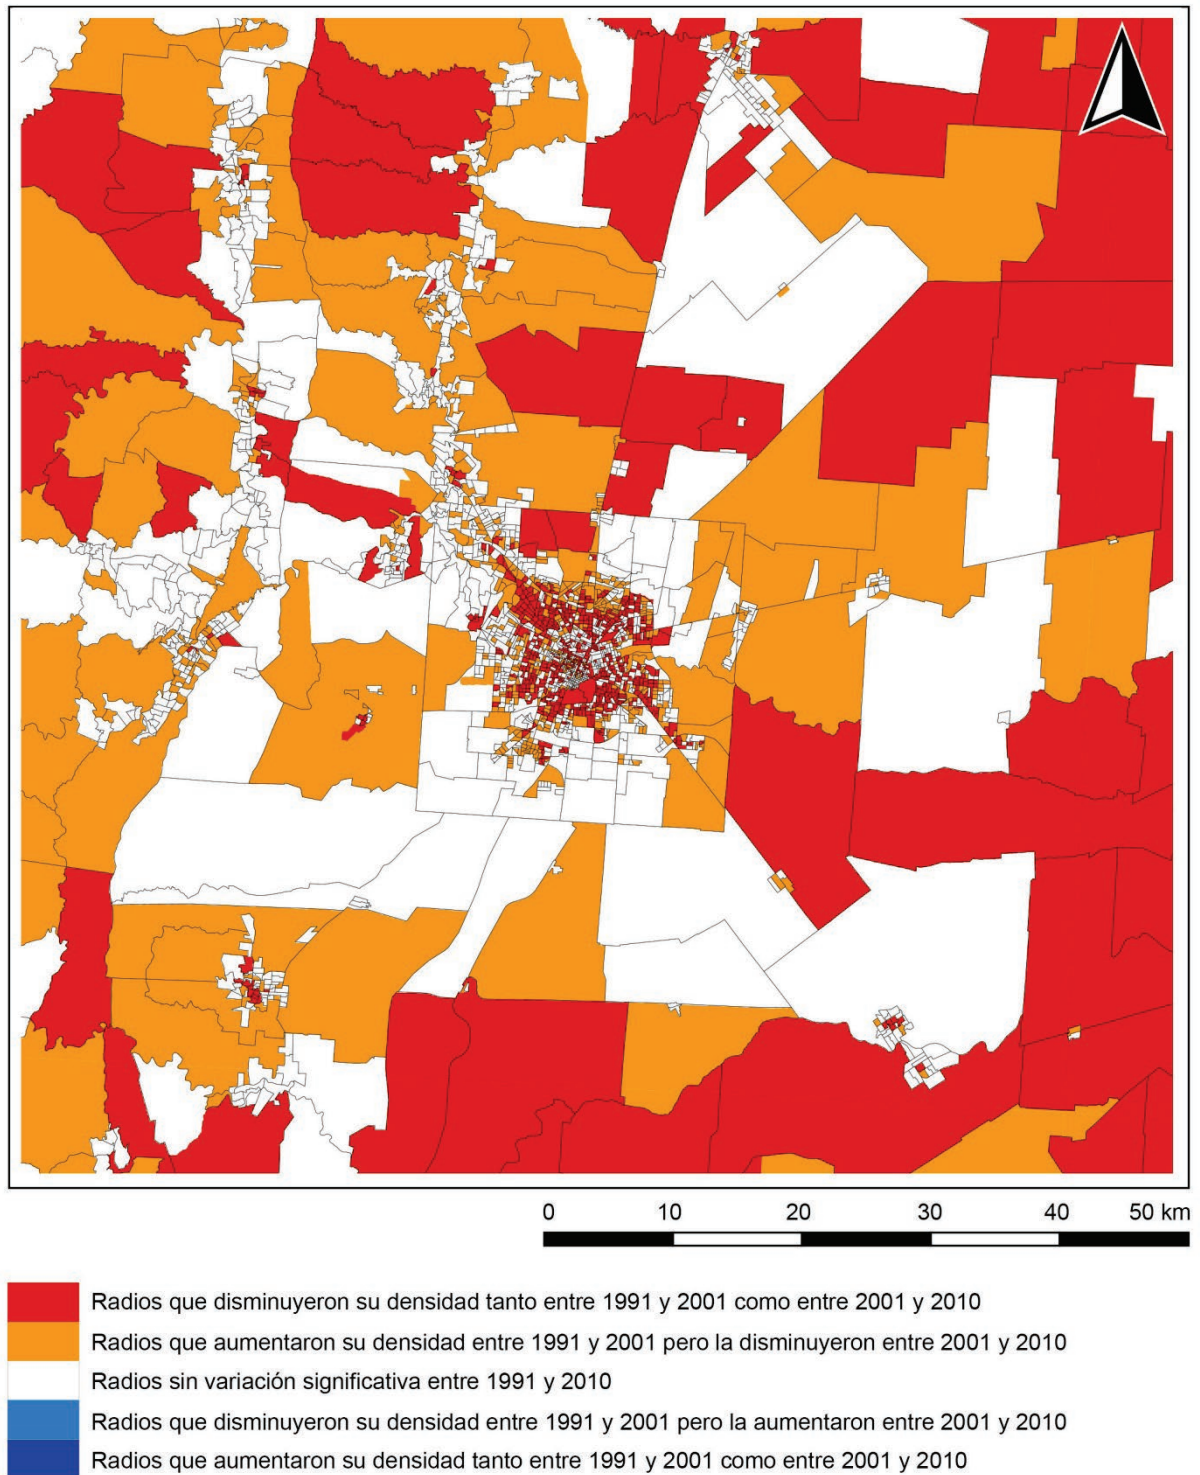 0 10 20 30 40 50 km
Radios que disminuyeron su densidad tanto entre 1991 y 2001 como entre 2001 y 2010
Radios que aumentaron su densidad entre 1991 y 2001 pero la disminuyeron entre 2001 y 2010
Radios sin variación significativa entre 1991 y 2010
Radios que disminuyeron su densidad entre 1991 y 2001 pero la aumentaron entre 2001 y 2010
Radios que aumentaron su densidad tanto entre 1991 y 2001 como entre 2001 y 2010